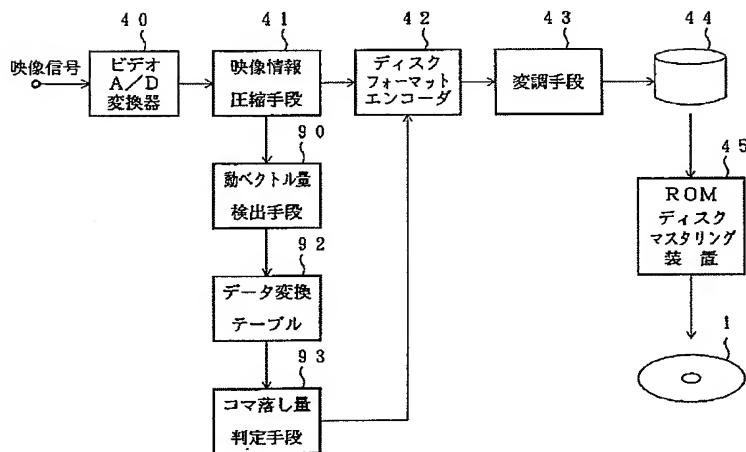 40
41
42
43
44
映像信号
ビデオ
A/D
変換器
映像情報
圧縮手段
ディスク
フォーマット
エンコーダ
変調手段
90
動ベクトル量
検出手段
45
ROM
ディスク
マスタリング
装置
92
データ変換
テーブル
93
コマ落し量
判定手段
1